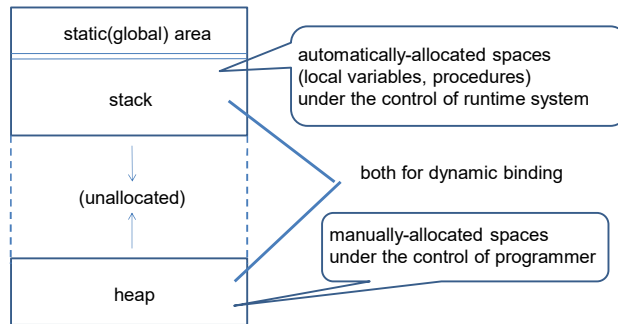 static(global) area
automatically-allocated spaces
(local variables, procedures)
under the control of runtime system
stack
both for dynamic binding
(unallocated)
manually-allocated spaces
under the control of programmer
heap